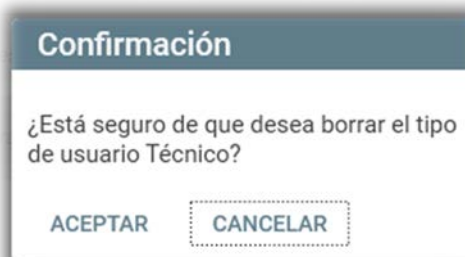 Confirmación
¿Está seguro de que desea borrar el tipo
de usuario Técnico?
ACEPTAR CANCELAR